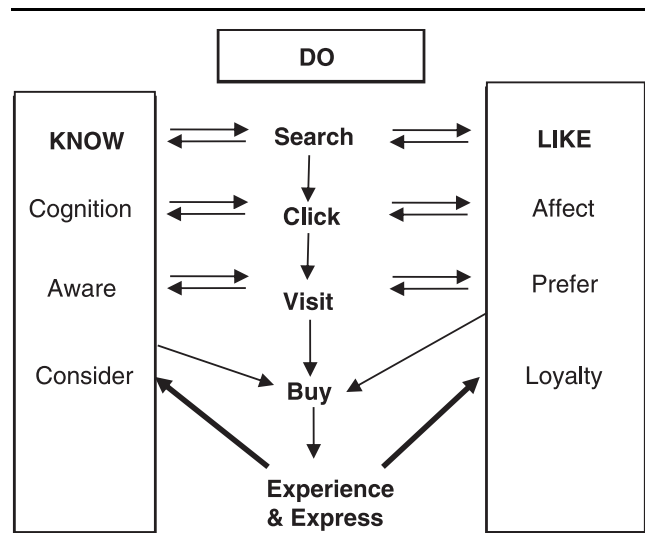 DO
KNOW
Search
LIKE
Cognition
Click
Affect
Aware
Visit
Prefer
Consider
Buy
Loyalty
Experience
& Express